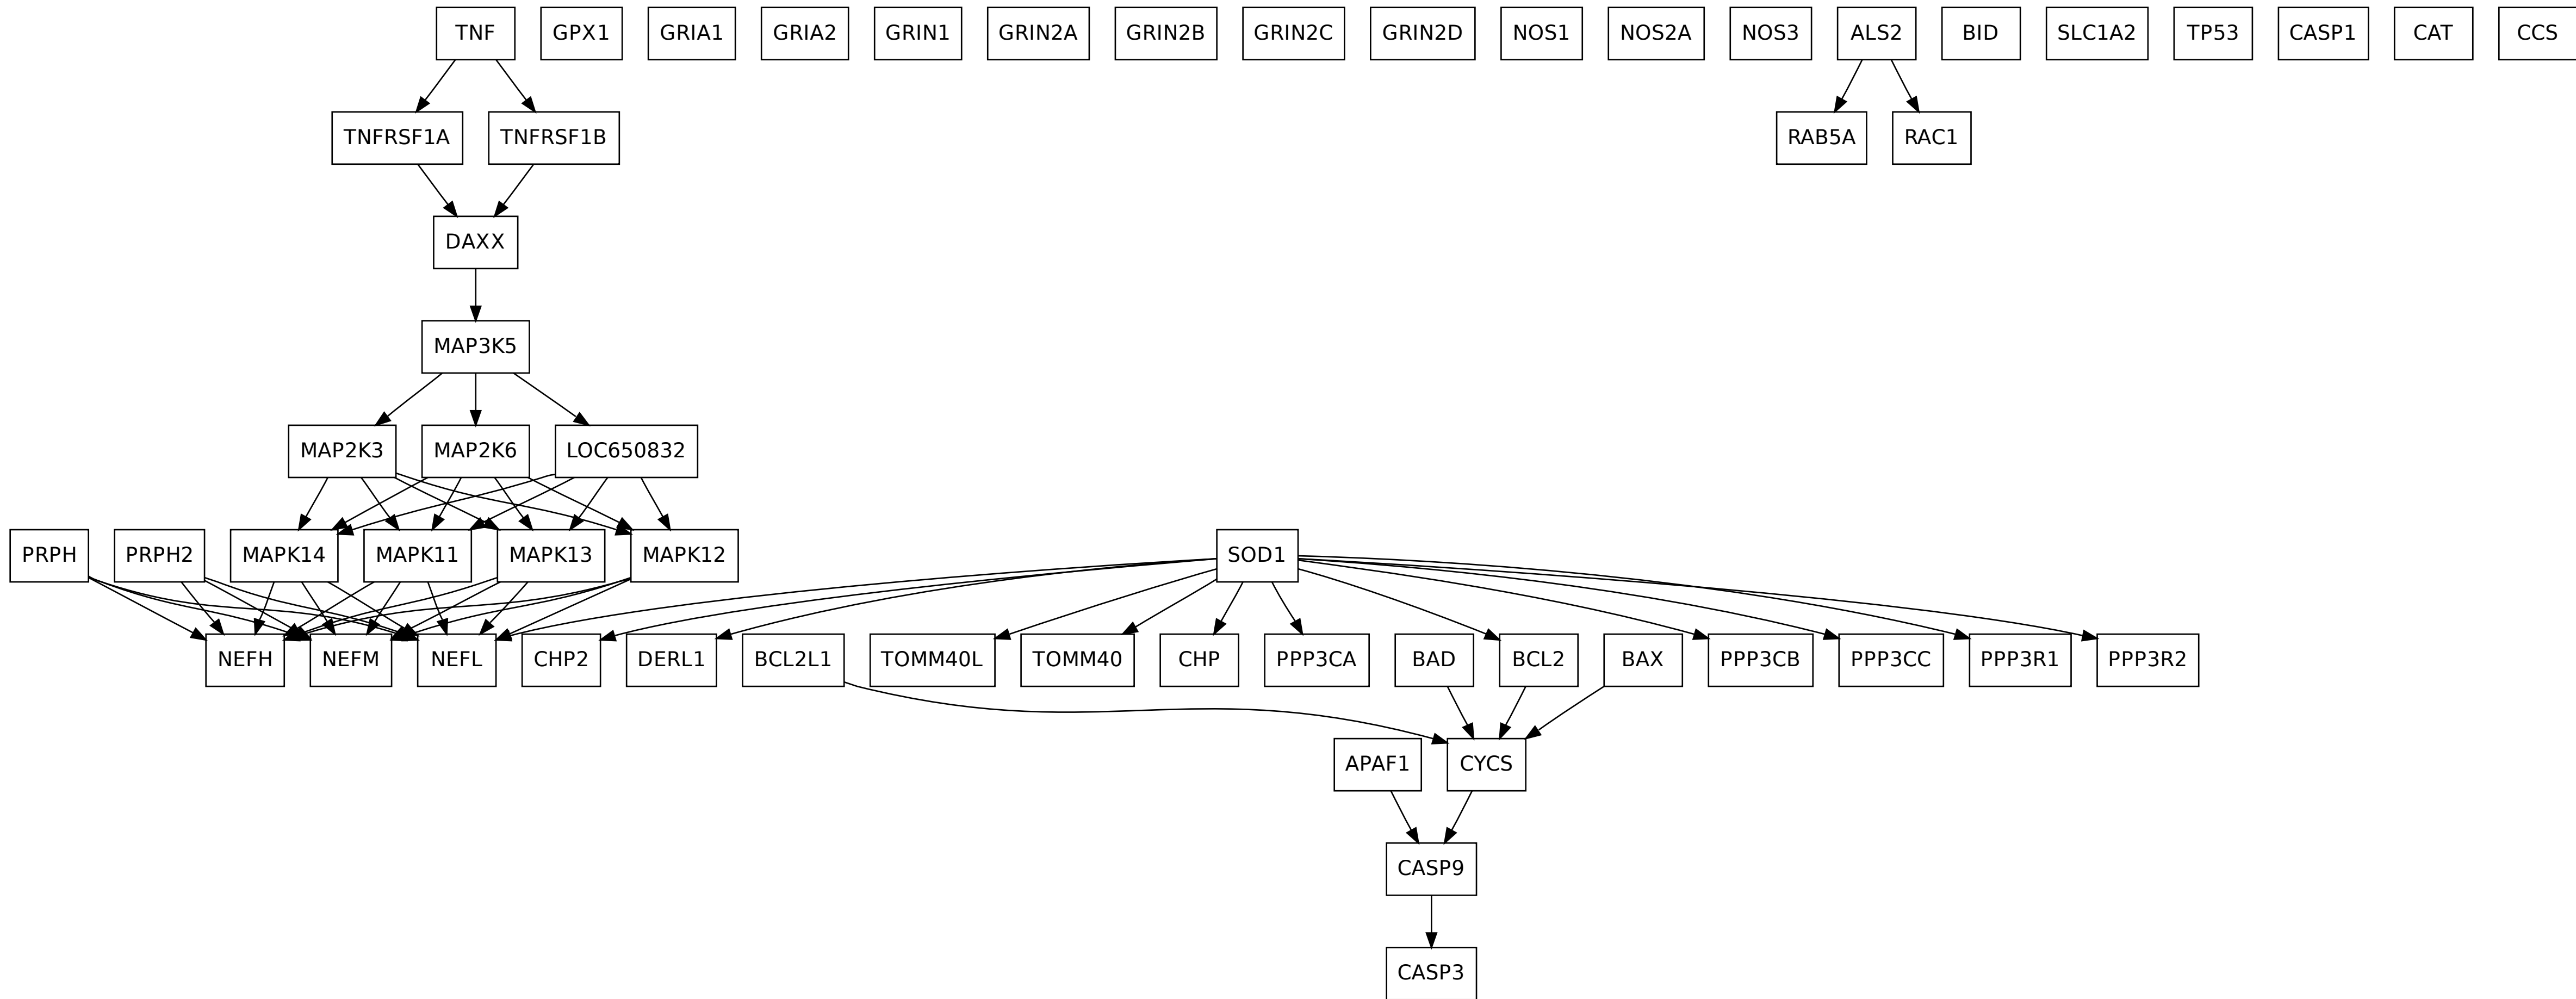 TNF GPX1 GRIA1 GRIA2 GRIN1 GRIN2A GRIN2B GRIN2C GRIN2D NOS1 NOS2A NOS3 ALS2 BID SLC1A2 TP53 CASP1 CAT CCS
TNFRSF1A TNFRSF1B RAB5A RAC1
DAXX
MAP3K5
MAP2K3 MAP2K6 LOC650832
PRPH PRPH2 MAPK14 MAPK11 MAPK13 MAPK12 SOD1
NEFH NEFM NEFL CHP2 DERL1 BCL2L1 TOMM40L TOMM40 CHP PPP3CA BAD BCL2 BAX PPP3CB PPP3CC PPP3R1 PPP3R2
APAF1 CYCS
CASP9
CASP3